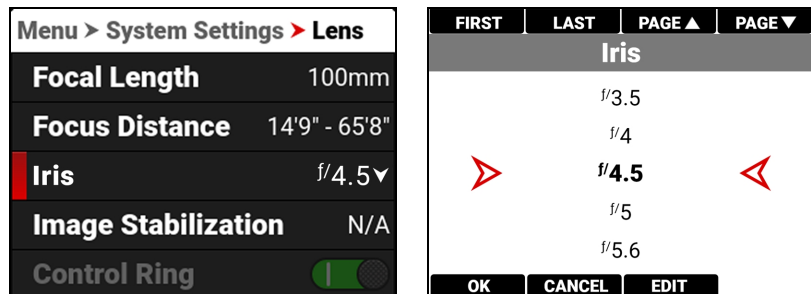 Menu > System Settings > Lens
Focal Length 100mm
Focus Distance 14'9" - 65'8"
Iris f/4.5
Image Stabilization N/A
Control Ring
FIRST LAST PAGE▲ PAGE▼
Iris
f/3.5
f/4
f/4.5
f/5
f/5.6
OK CANCEL EDIT